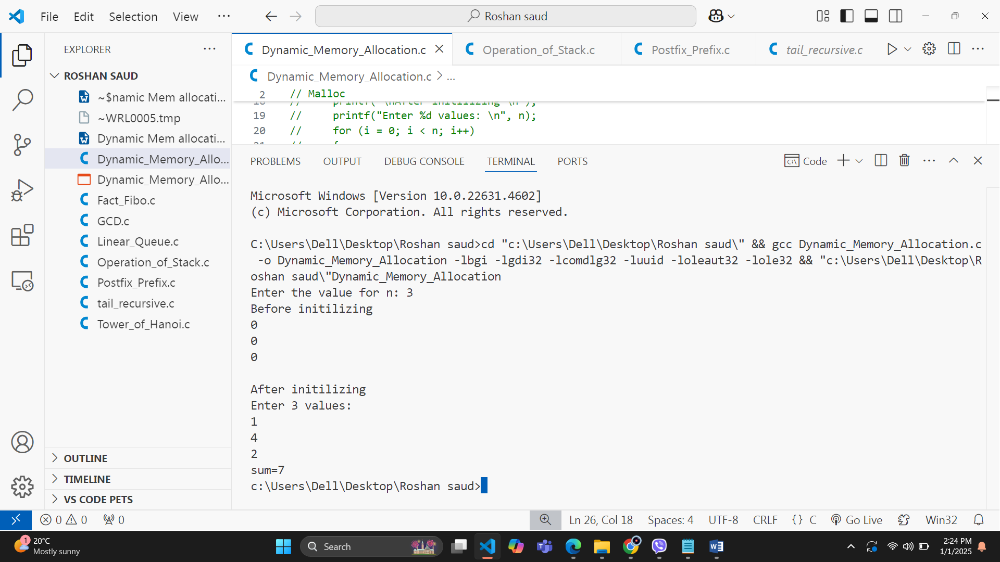 File Edit Selection View ...
Roshan saud
EXPLORER
ROSHAN SAUD
~$namic Mem allocati...
~WRL0005.tmp
Dynamic Mem allocati...
Dynamic_Memory_Allo...
Dynamic_Memory_Allo...
Fact_Fibo.c
GCD.c
Linear_Queue.c
Operation_of_Stack.c
Postfix_Prefix.c
tail_recursive.c
Tower_of_Hanoi.c
OUTLINE
TIMELINE
VS CODE PETS
Dynamic_Memory_Allocation.c Operation_of_Stack.c Postfix_Prefix.c tail_recursive.c
Dynamic_Memory_Allocation.c > ...
2 // Malloc
18 // printf("\nAfter initilizing \n");
19 // printf("Enter %d values: \n", n);
20 // for (i = 0; i < n; i++)
21 // {
PROBLEMS OUTPUT DEBUG CONSOLE TERMINAL PORTS Code
Microsoft Windows [Version 10.0.22631.4602]
(c) Microsoft Corporation. All rights reserved.
C:\Users\Dell\Desktop\Roshan saud>cd "c:\Users\Dell\Desktop\Roshan saud\" && gcc Dynamic_Memory_Allocation.c
-o Dynamic_Memory_Allocation -lbgi -lgdi32 -lcomdlg32 -luuid -loleaut32 -lole32 && "c:\Users\Dell\Desktop\R
oshan saud\"Dynamic_Memory_Allocation
Enter the value for n: 3
Before initilizing
0
0
0
After initilizing
Enter 3 values:
1
4
2
sum=7
c:\Users\Dell\Desktop\Roshan saud>
0 0 0 Ln 26, Col 18 Spaces: 4 UTF-8 CRLF {} C Go Live Win32
1
20°C
Mostly sunny
Search
2:24 PM
1/1/2025